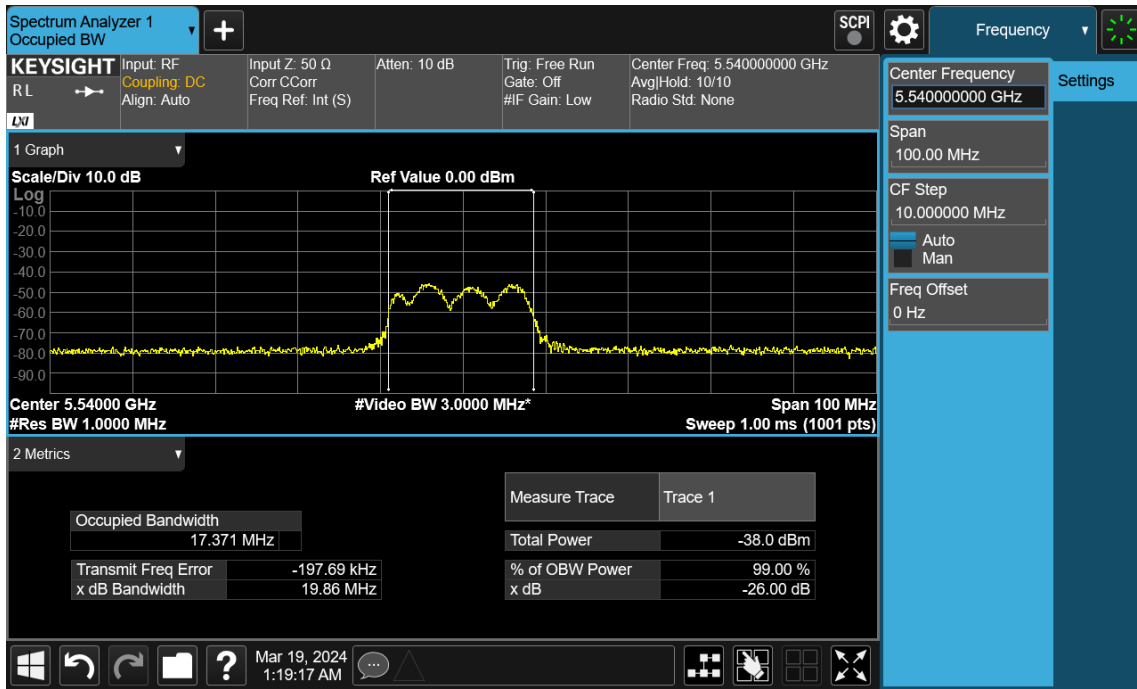 Spectrum Analyzer 1
Occupied BW
SCPI
Frequency
KEYSIGHT
R L
LXI
Input: RF
Coupling: DC
Align: Auto
Input Z: 50 Ω
Corr CCorr
Freq Ref: Int (S)
Atten: 10 dB
Trig: Free Run
Gate: Off
#IF Gain: Low
Center Freq: 5.540000000 GHz
Avg|Hold: 10/10
Radio Std: None
Center Frequency
5.540000000 GHz
Settings
Span
100.00 MHz
CF Step
10.000000 MHz
Auto
Man
Freq Offset
0 Hz
1 Graph
Scale/Div 10.0 dB
Ref Value 0.00 dBm
Log
-10.0
-20.0
-30.0
-40.0
-50.0
-60.0
-70.0
-80.0
-90.0
Center 5.54000 GHz
#Video BW 3.0000 MHz*
Span 100 MHz
#Res BW 1.0000 MHz
Sweep 1.00 ms (1001 pts)
2 Metrics
Measure Trace Trace 1
Occupied Bandwidth
17.371 MHz
Total Power -38.0 dBm
Transmit Freq Error -197.69 kHz
% of OBW Power 99.00 %
x dB Bandwidth 19.86 MHz
x dB -26.00 dB
?
Mar 19, 2024
1:19:17 AM